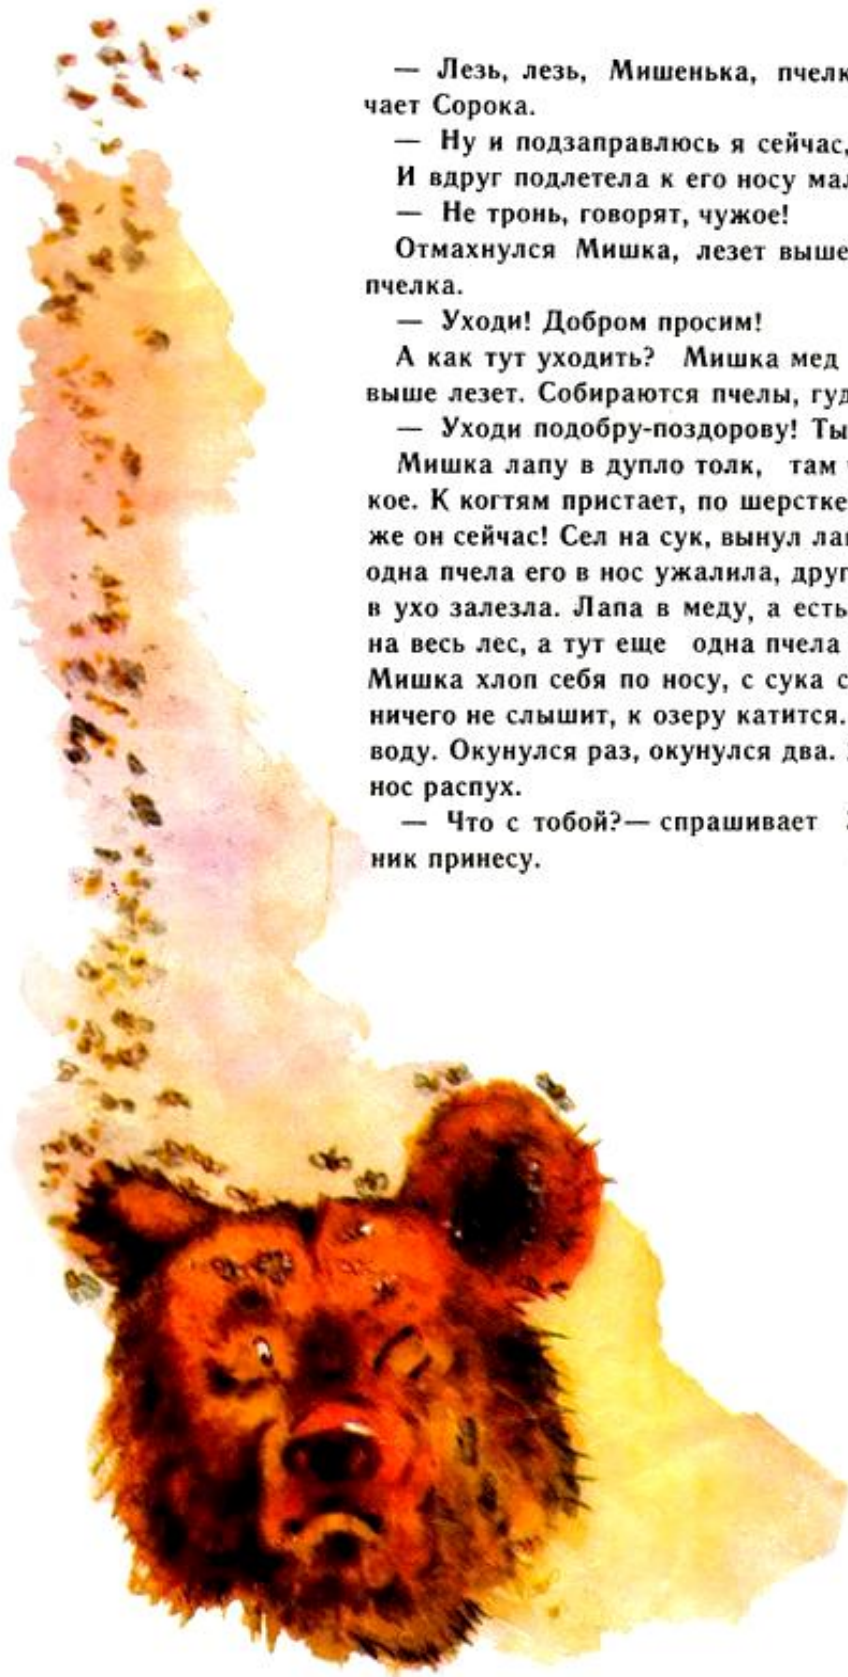 — Лезь, лезь, Мишенька, пчелк
чает Сорока.
— Ну и подзаправлюсь я сейчас,
И вдруг подлетела к его носу мал
— Не тронь, говорят, чужое!
Отмахнулся Мишка, лезет выше
пчелка.
— Уходи! Добром просим!
А как тут уходить? Мишка мед
выше лезет. Собираются пчелы, гуд
— Уходи подобру-поздорову! Ты
Мишка лапу в дупло толк, там
кое. К когтям пристает, по шерстке
же он сейчас! Сел на сук, вынул ла
одна пчела его в нос ужалила, друг
в ухо залезла. Лапа в меду, а есть
на весь лес, а тут еще одна пчела
Мишка хлоп себя по носу, с сука с
ничего не слышит, к озеру катится.
воду. Окунулся раз, окунулся два.
нос распух.
— Что с тобой?— спрашивает
ник принесу.